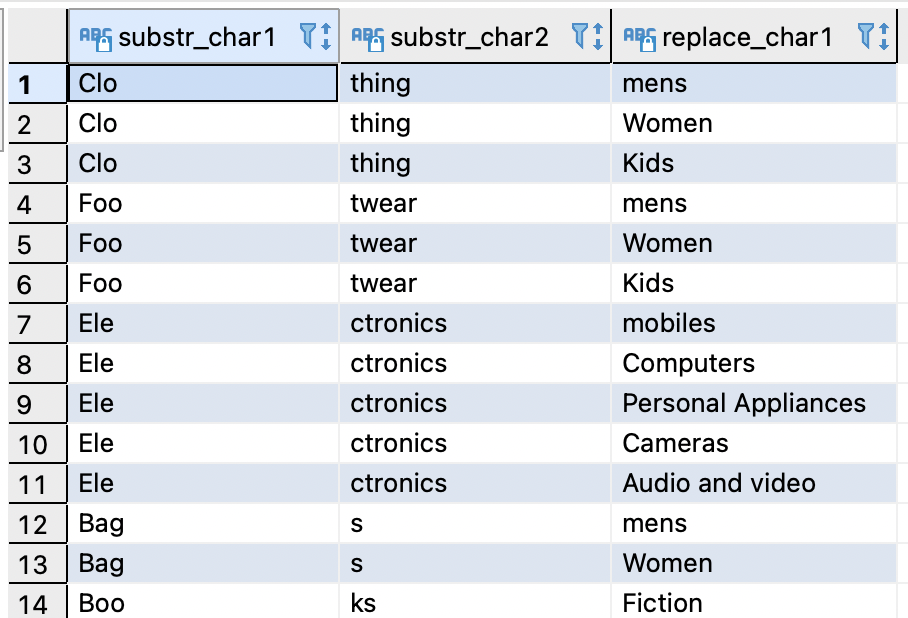 ABC substr_char1 ABC substr_char2 ABC replace_char1
1 Clo thing mens
2 Clo thing Women
3 Clo thing Kids
4 Foo twear mens
5 Foo twear Women
6 Foo twear Kids
7 Ele ctronics mobiles
8 Ele ctronics Computers
9 Ele ctronics Personal Appliances
10 Ele ctronics Cameras
11 Ele ctronics Audio and video
12 Bag s mens
13 Bag s Women
14 Boo ks Fiction